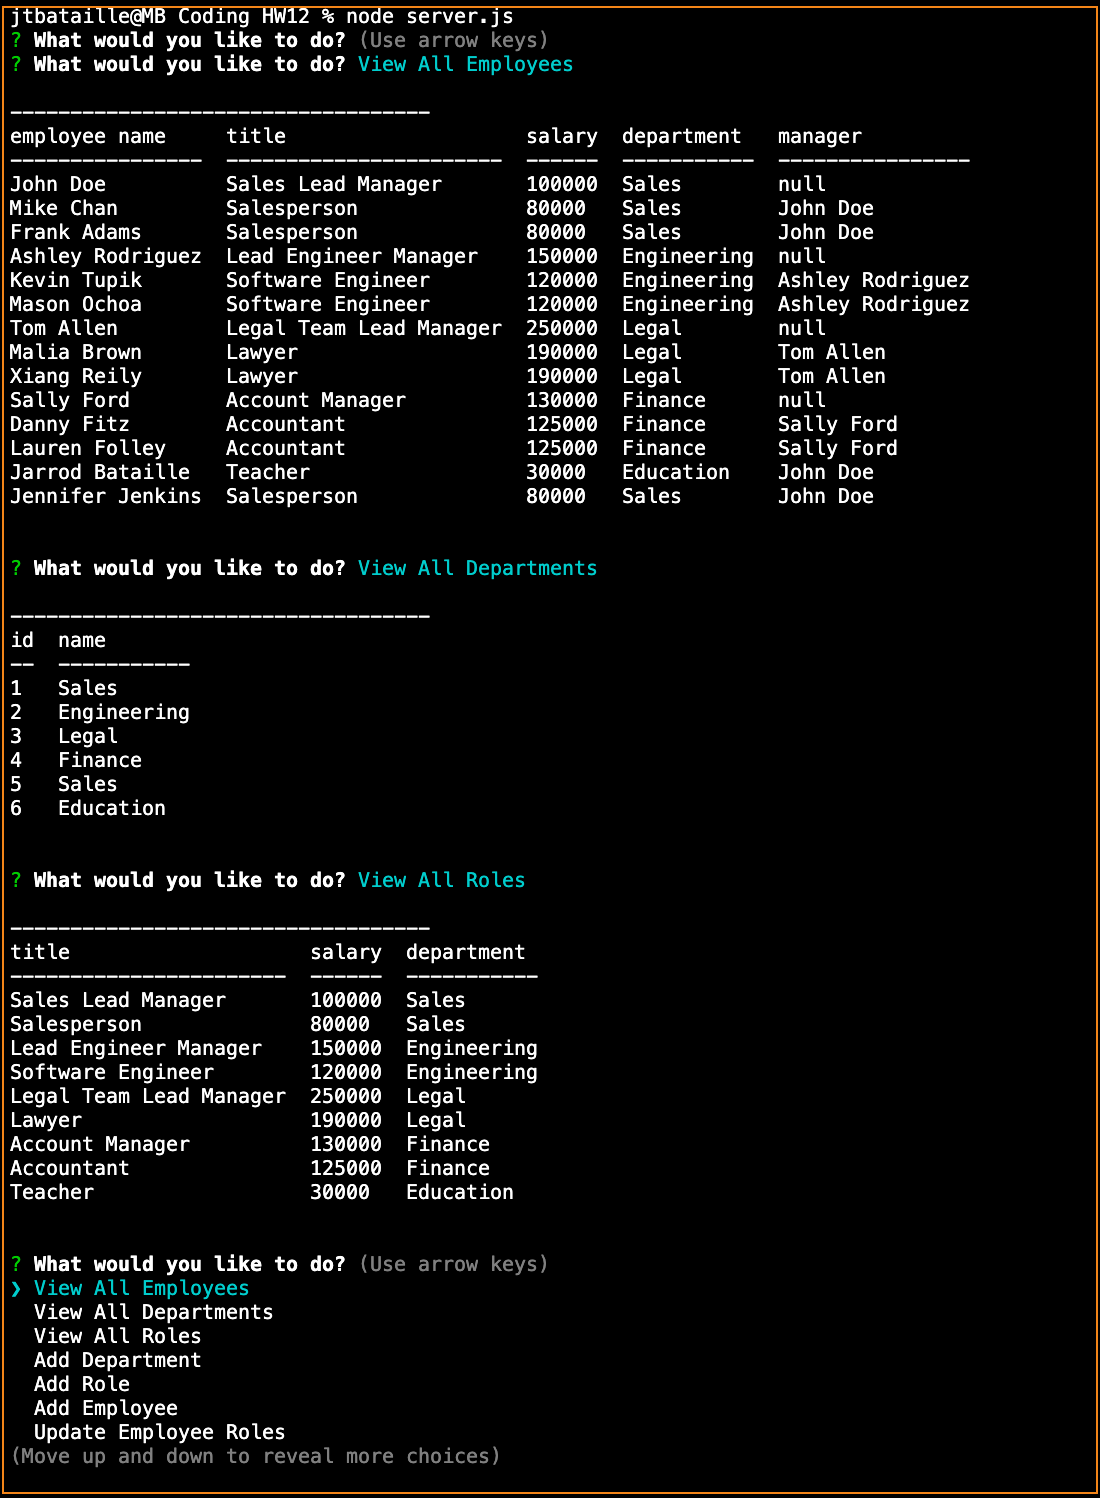 jtbataille@MB Coding HW12 % node server.js
? What would you like to do? (Use arrow keys)
? What would you like to do? View All Employees
-----------------------------------
employee name     title                    salary  department   manager
----------------  -----------------------  ------  -----------  ----------------
John Doe          Sales Lead Manager       100000  Sales        null
Mike Chan         Salesperson              80000   Sales        John Doe
Frank Adams       Salesperson              80000   Sales        John Doe
Ashley Rodriguez  Lead Engineer Manager    150000  Engineering  null
Kevin Tupik       Software Engineer        120000  Engineering  Ashley Rodriguez
Mason Ochoa       Software Engineer        120000  Engineering  Ashley Rodriguez
Tom Allen         Legal Team Lead Manager  250000  Legal        null
Malia Brown       Lawyer                   190000  Legal        Tom Allen
Xiang Reily       Lawyer                   190000  Legal        Tom Allen
Sally Ford        Account Manager          130000  Finance      null
Danny Fitz        Accountant               125000  Finance      Sally Ford
Lauren Folley     Accountant               125000  Finance      Sally Ford
Jarrod Bataille   Teacher                  30000   Education    John Doe
Jennifer Jenkins  Salesperson              80000   Sales        John Doe
? What would you like to do? View All Departments
-----------------------------------
id  name
--  -----------
1   Sales
2   Engineering
3   Legal
4   Finance
5   Sales
6   Education
? What would you like to do? View All Roles
-----------------------------------
title                    salary  department
-----------------------  ------  -----------
Sales Lead Manager       100000  Sales
Salesperson              80000   Sales
Lead Engineer Manager    150000  Engineering
Software Engineer        120000  Engineering
Legal Team Lead Manager  250000  Legal
Lawyer                   190000  Legal
Account Manager          130000  Finance
Accountant               125000  Finance
Teacher                  30000   Education
? What would you like to do? (Use arrow keys)
❯ View All Employees
  View All Departments
  View All Roles
  Add Department
  Add Role
  Add Employee
  Update Employee Roles
(Move up and down to reveal more choices)